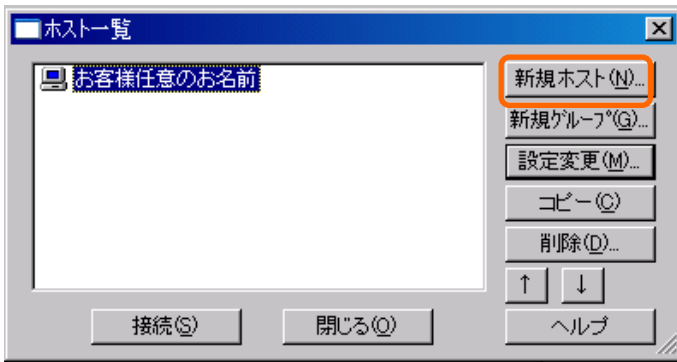 ホスト一覧
お客様任意のお名前
新規ホスト(N)...
新規グループ(G)...
設定変更(M)...
コピー(C)
削除(D)...
↑ ↓
接続(S) 閉じる(O) ヘルプ